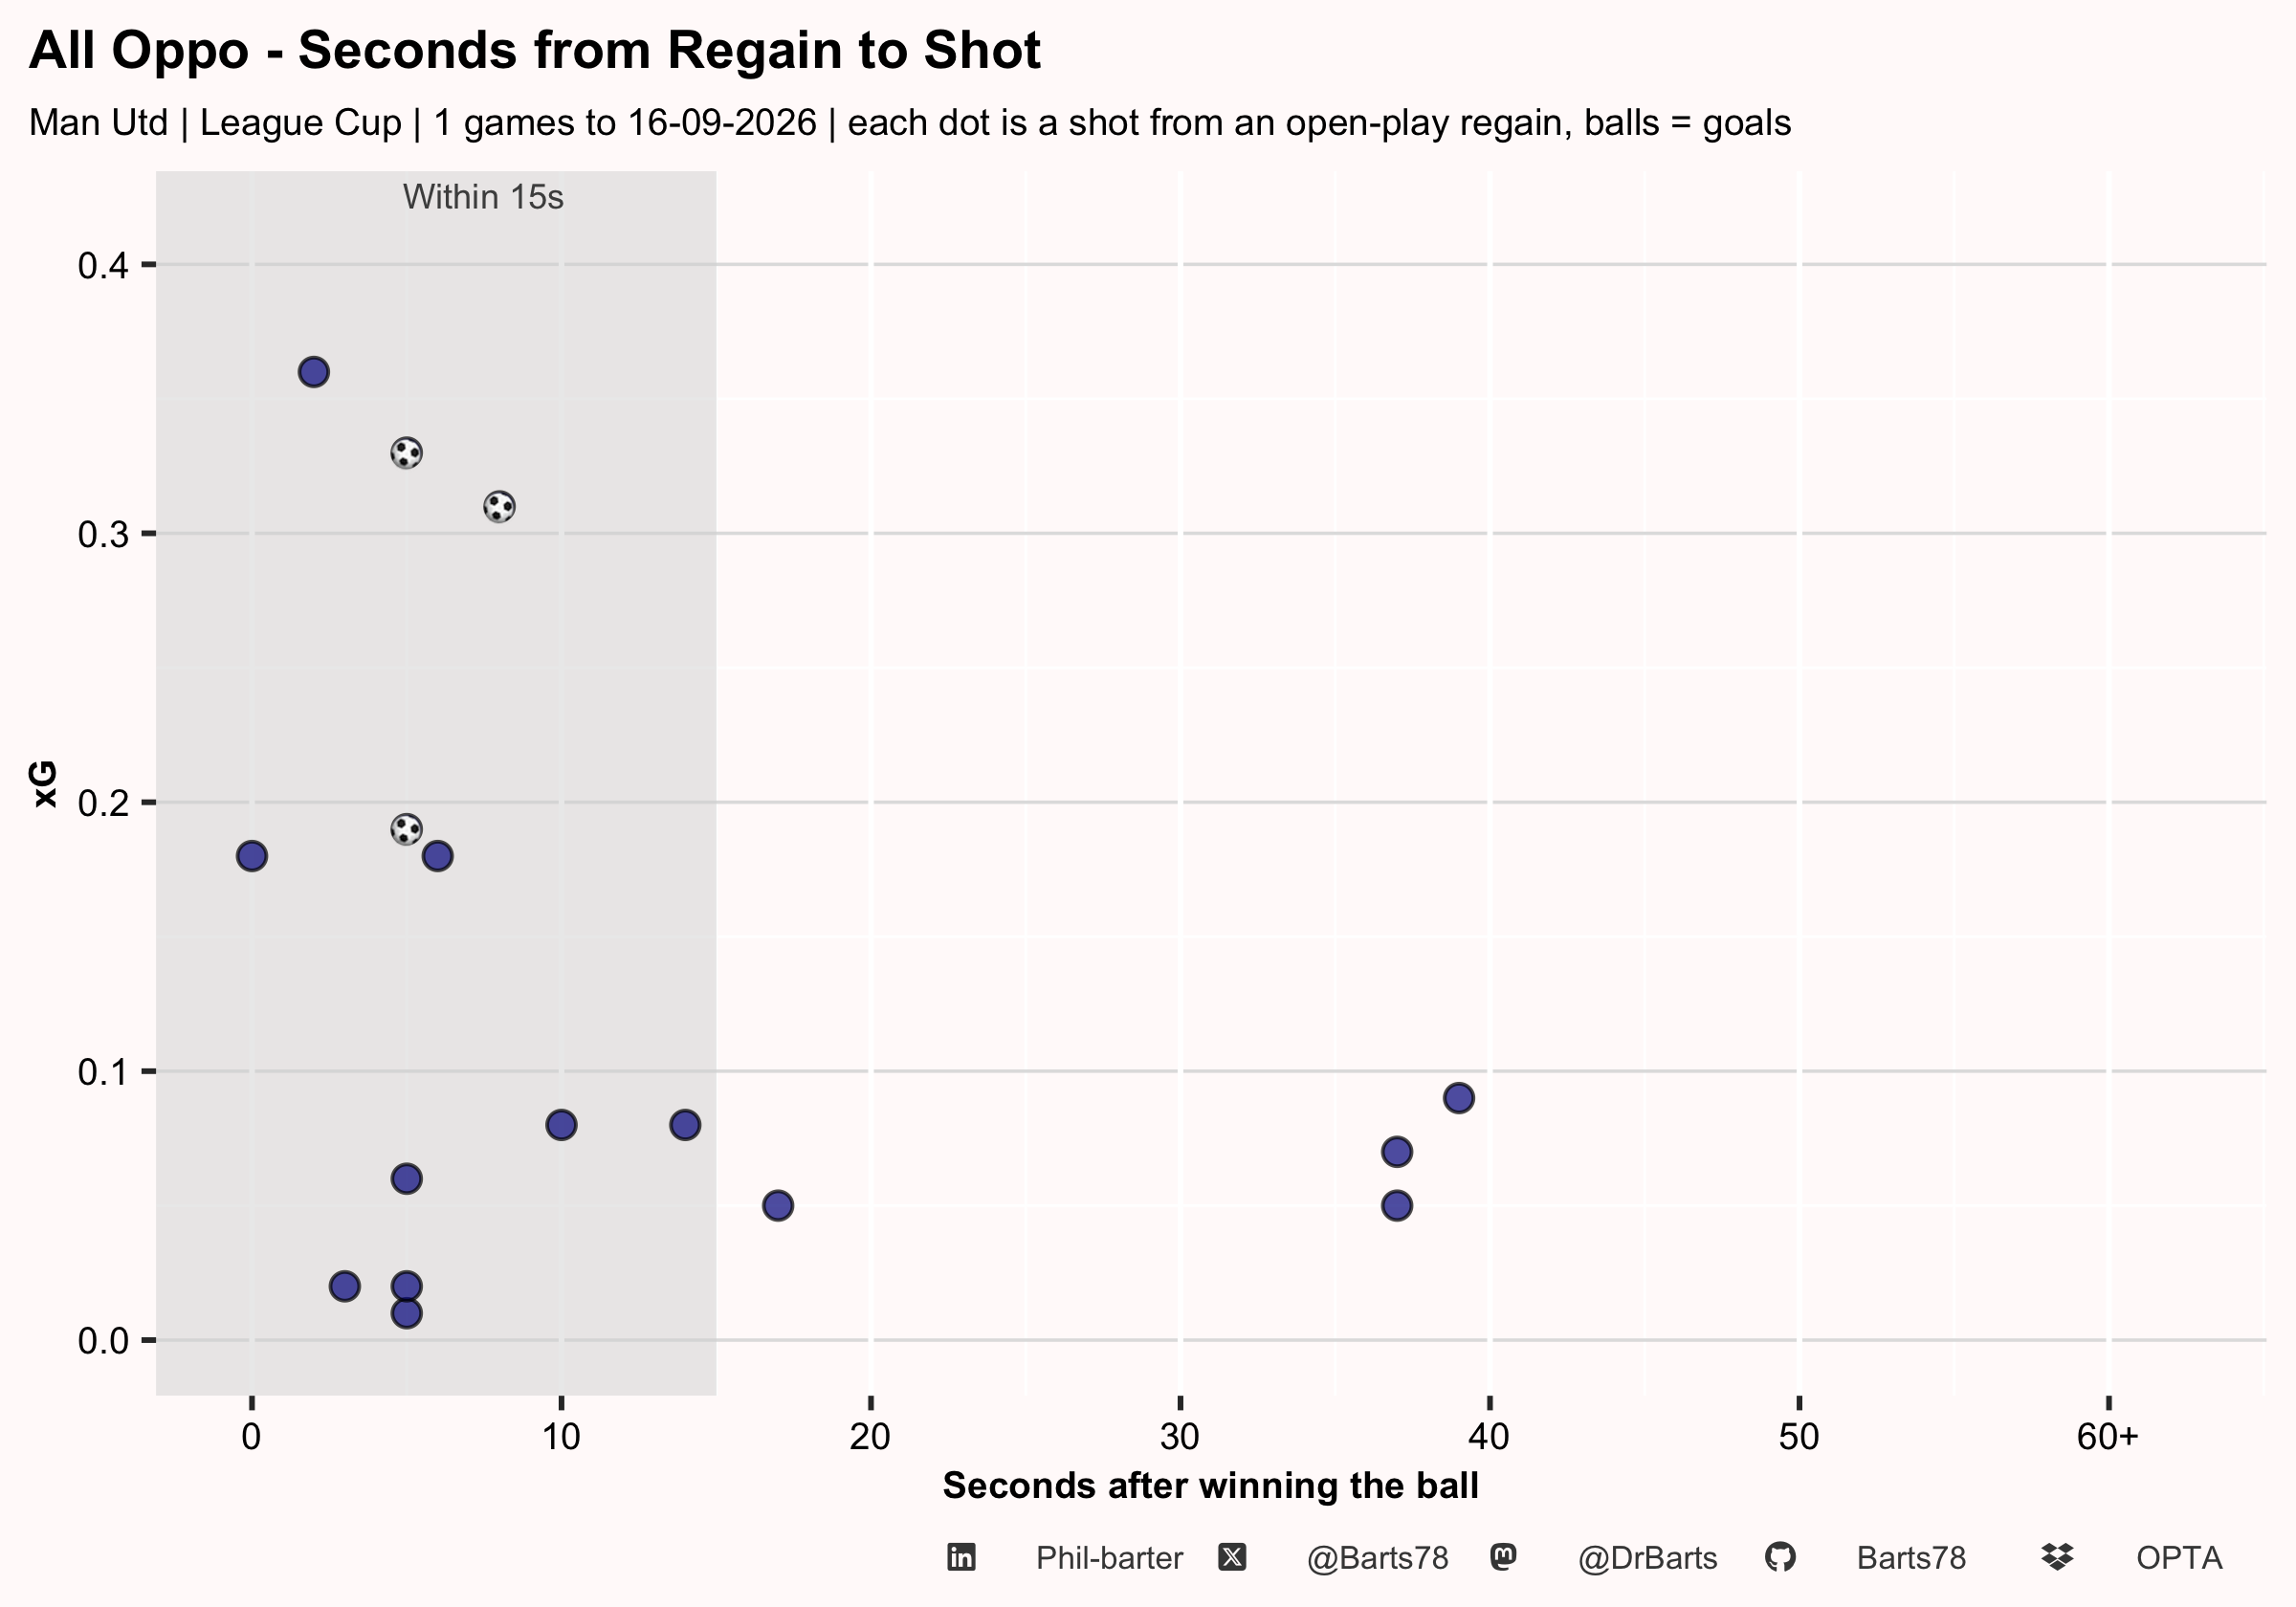 All Oppo - Seconds from Regain to Shot
Man Utd | League Cup | 1 games to 16-09-2026 | each dot is a shot from an open-play regain, balls = goals
Within 15s
0.4
0.3
0.2
0.1
0.0
xG
0 10 20 30 40 50 60+
Seconds after winning the ball
Phil-barter @Barts78 @DrBarts Barts78 OPTA